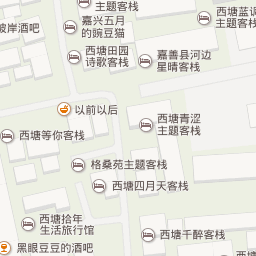 主题客栈
嘉兴五月
的豌豆猫
彼岸酒吧
西塘蓝调
主题客栈
西塘田园
诗歌客栈
嘉善县河边
星晴客栈
以前以后
西塘青涩
主题客栈
西塘等你客栈
格桑苑主题客栈
西塘四月天客栈
西塘拾年
生活旅行馆
西塘千醉客栈
黑眼豆豆的酒吧